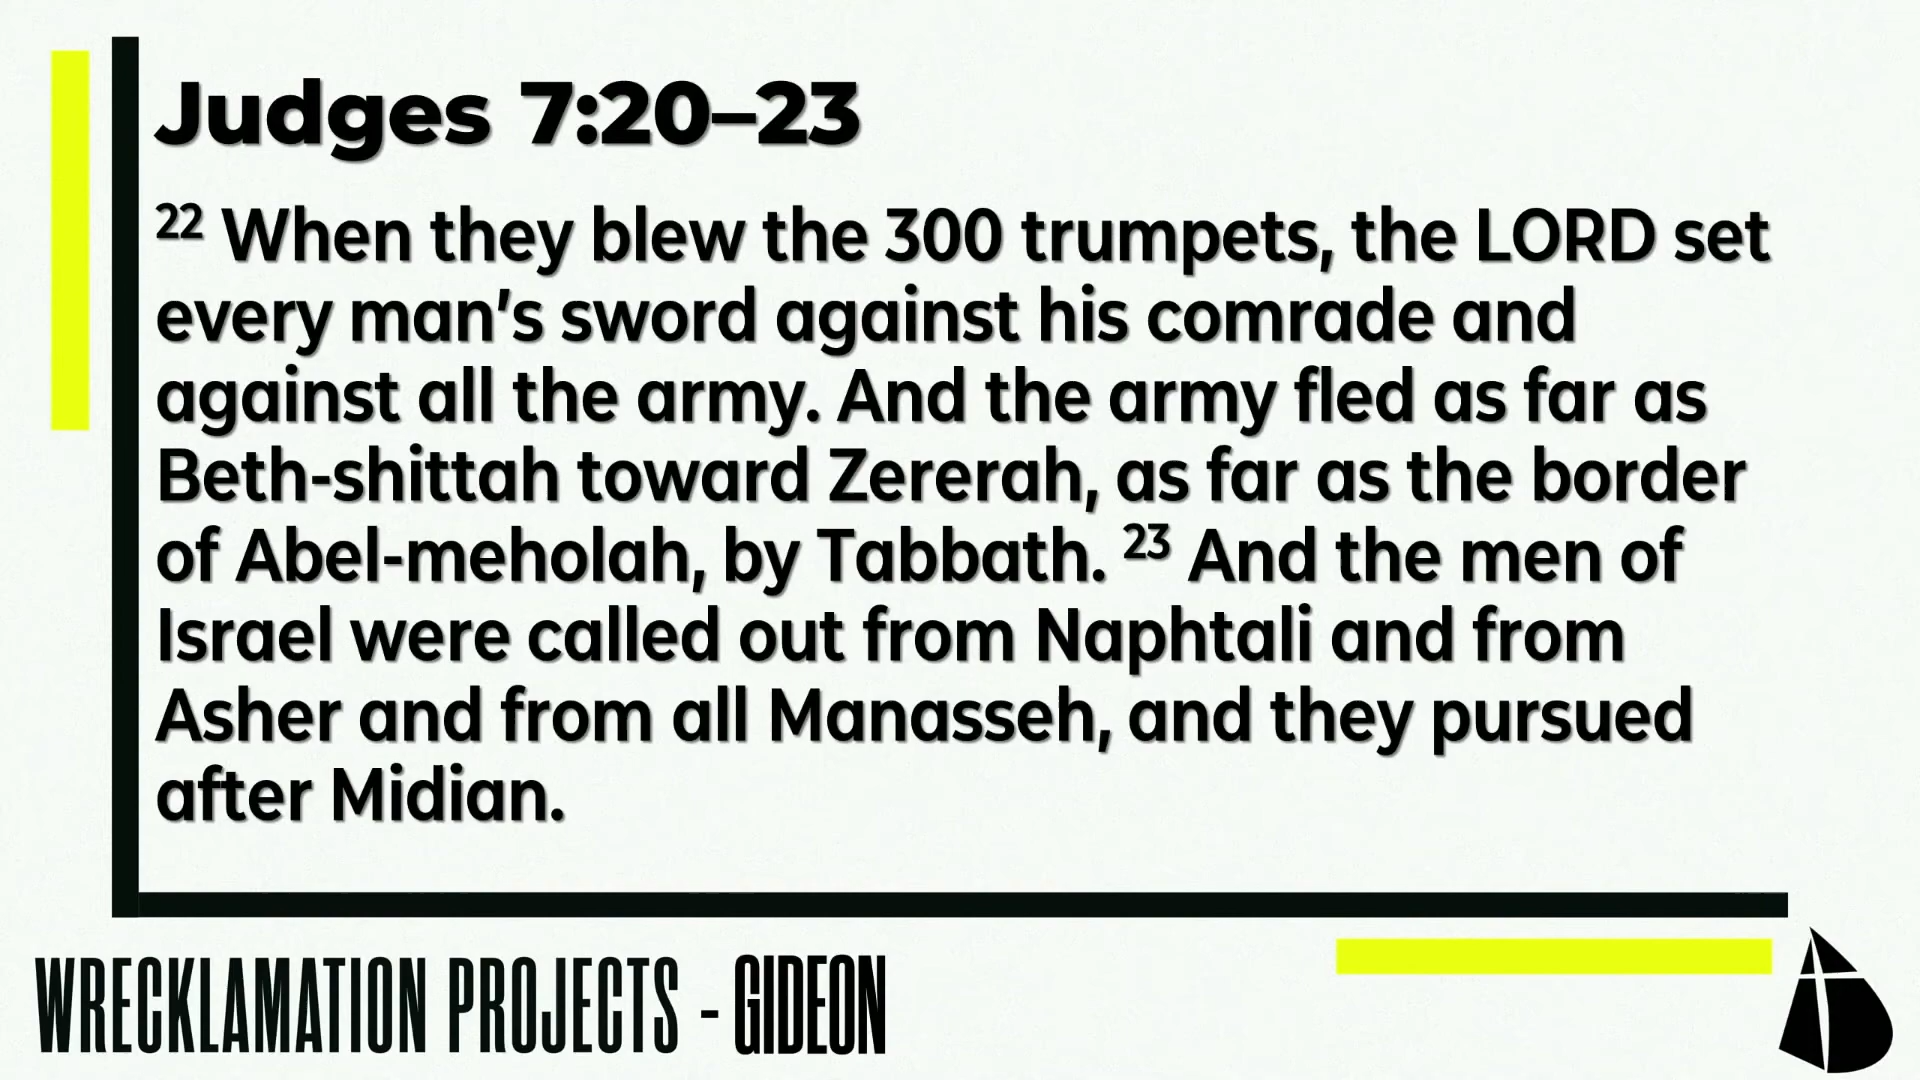 Judges 7:20–23
22 When they blew the 300 trumpets, the LORD set
every man’s sword against his comrade and
against all the army. And the army fled as far as
Beth-shittah toward Zererah, as far as the border
of Abel-meholah, by Tabbath. 23 And the men of
Israel were called out from Naphtali and from
Asher and from all Manasseh, and they pursued
after Midian.
WRECKLAMATION PROJECTS - GIDEON